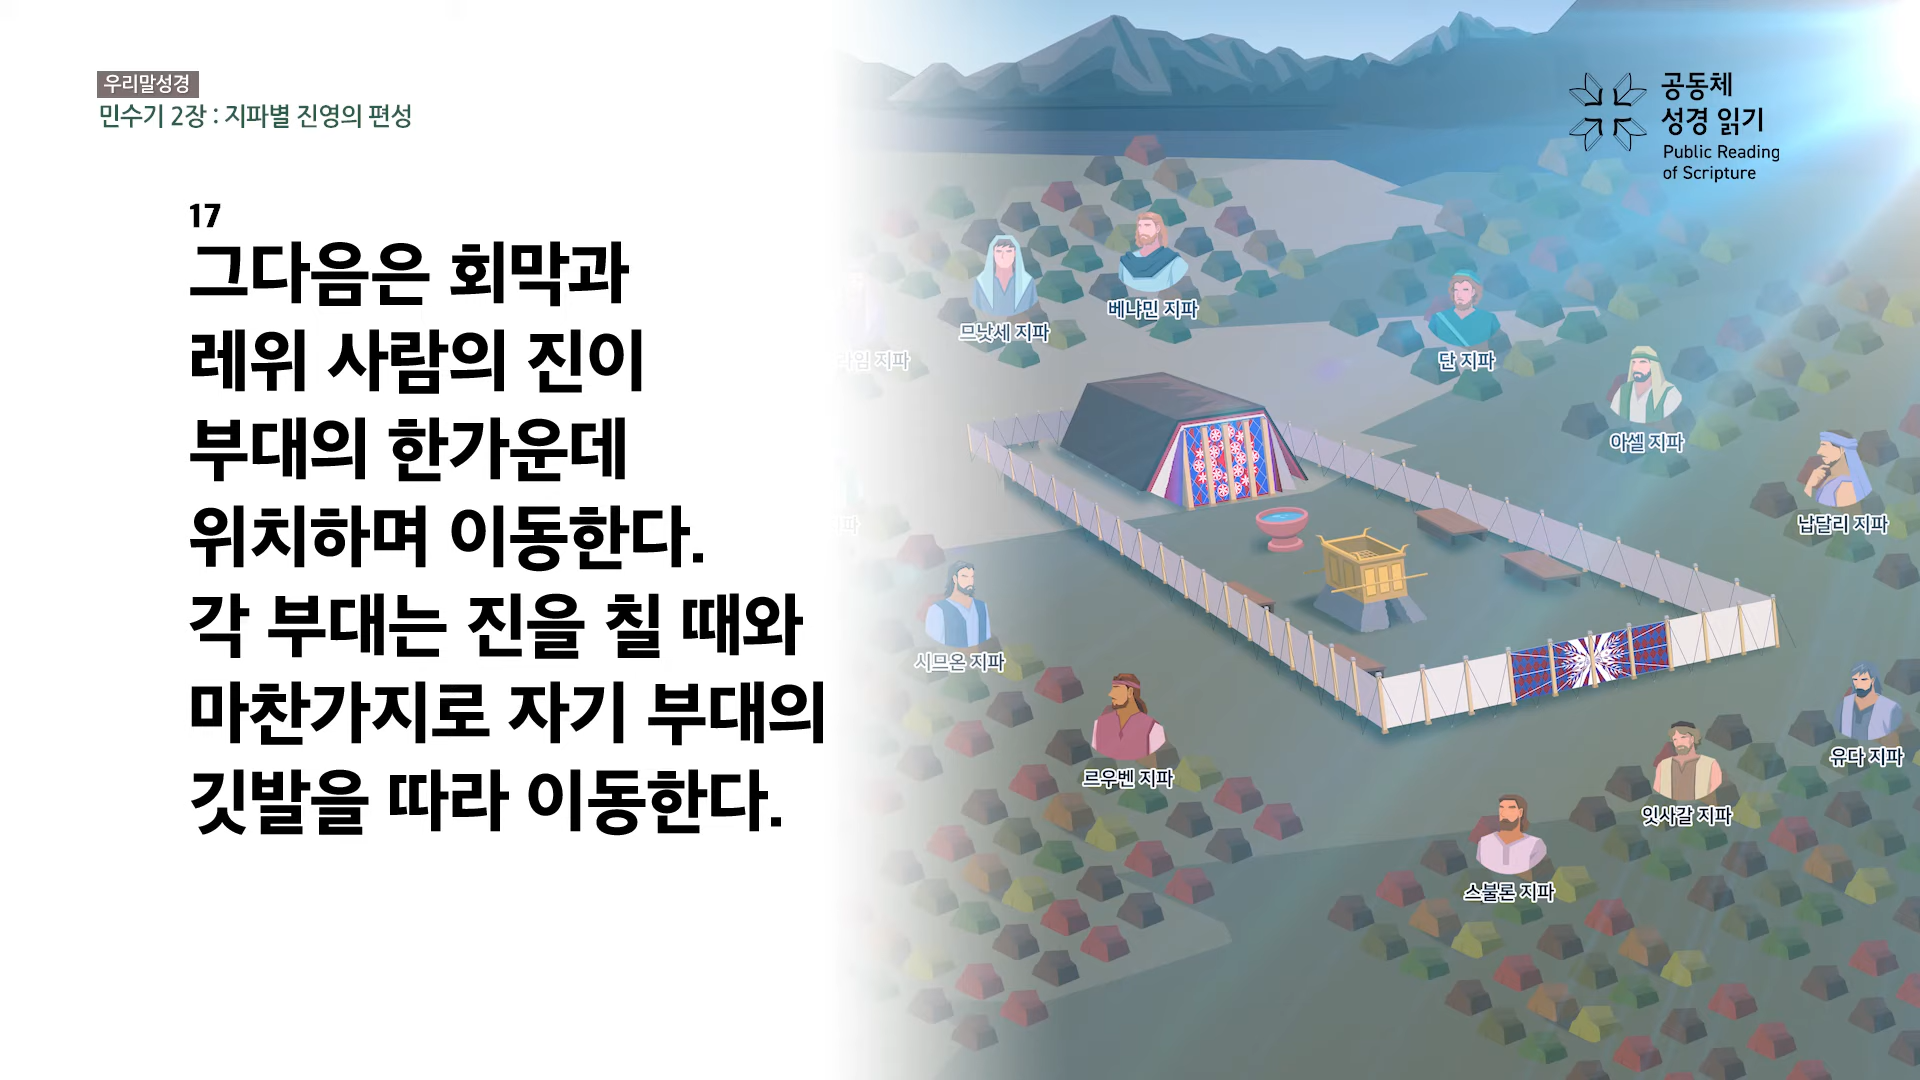 우리말성경
민수기 2장 : 지파별 진영의 편성
17
그다음은 회막과
레위 사람의 진이
부대의 한가운데
위치하며 이동한다.
각 부대는 진을 칠 때와
마찬가지로 자기 부대의
깃발을 따라 이동한다.
공동체
성경 읽기
Public Reading
of Scripture
베냐민 지파
므낫세 지파
라임 지파
단 지파
아셀 지파
납달리 지파
지파
시므온 지파
르우벤 지파
유다 지파
잇사갈 지파
스불론 지파